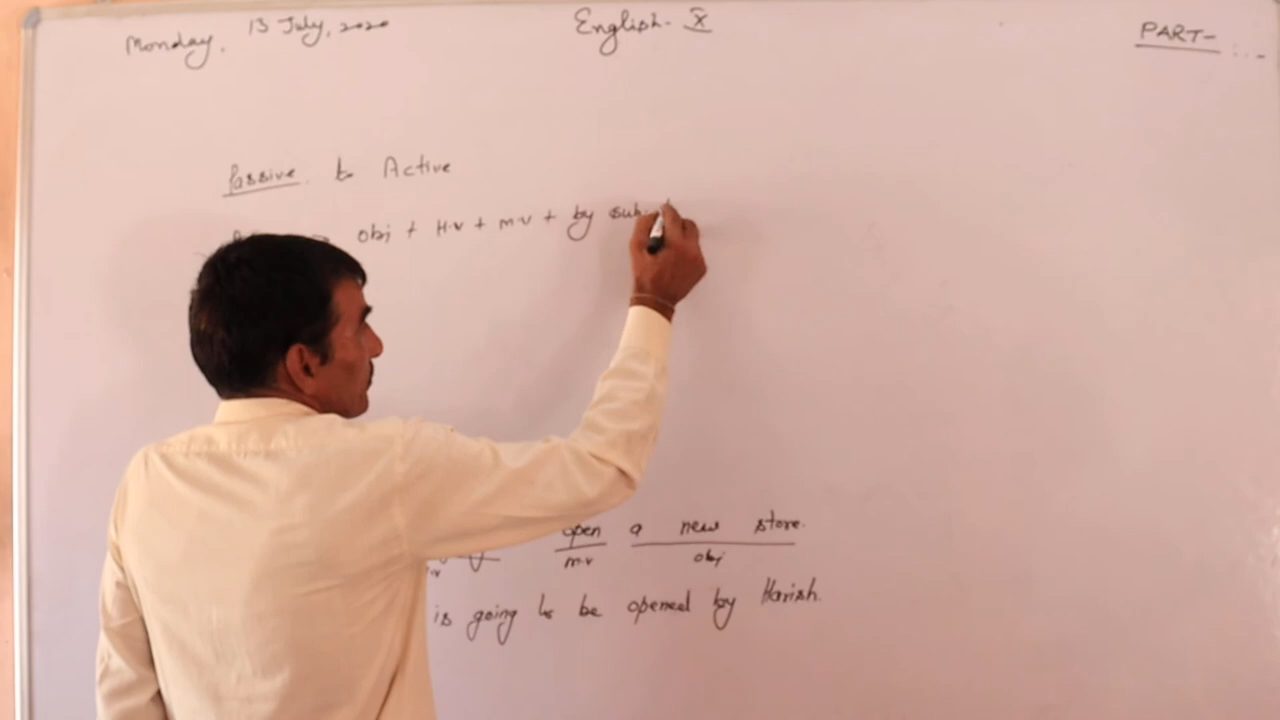 Monday, 13 July, 2020
English - X
PART-
Passive to Active
obj + H.V + M.V + by
open a new store.
m.v obj
is going to be opened by Harish.